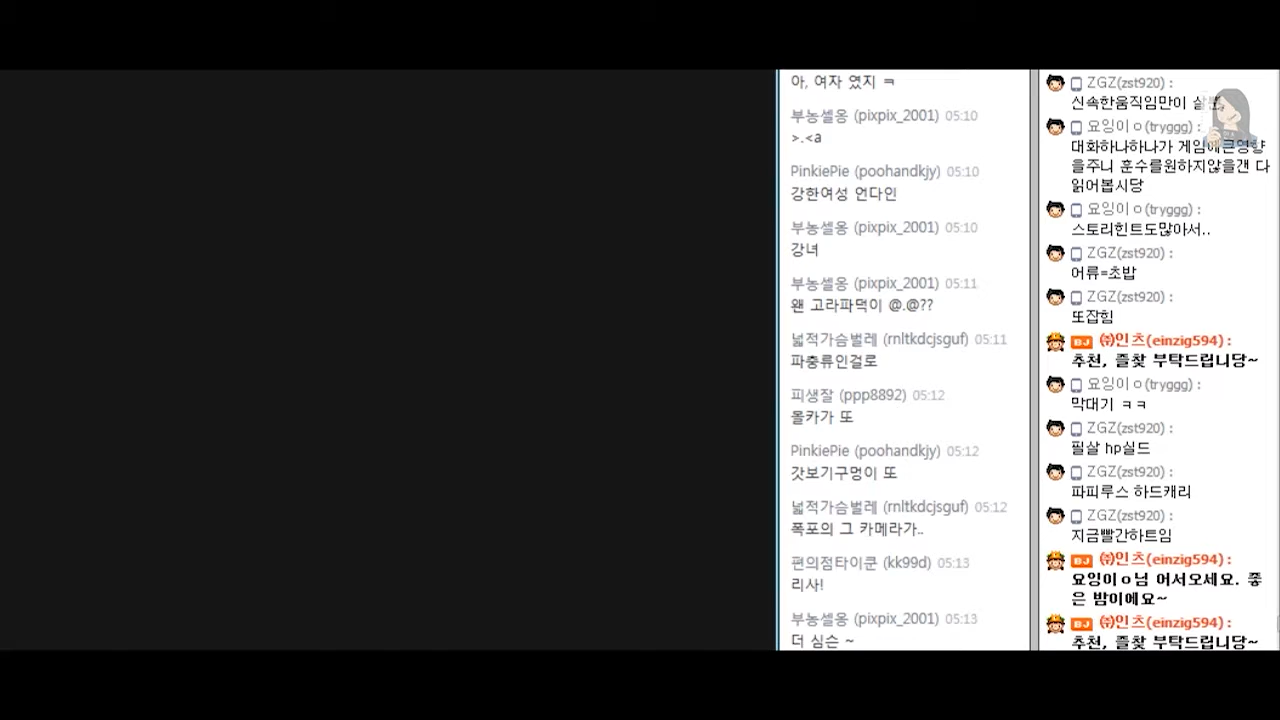 아, 여자 였지 ㅋ
부농셀옹 (pixpix_2001) 05:10
>.<a
PinkiePie (poohandkjy) 05:10
강한여성 언다인
부농셀옹 (pixpix_2001) 05:10
강녀
부농셀옹 (pixpix_2001) 05:11
왠 고라파덕이 @.@??
넓적가슴벌레 (rnltkdcjsguf) 05:11
파충류인걸로
피생잘 (ppp8892) 05:12
몰카가 또
PinkiePie (poohandkjy) 05:12
갓보기구멍이 또
넓적가슴벌레 (rnltkdcjsguf) 05:12
폭포의 그 카메라가..
편의점타이쿤 (kk99d) 05:13
리사!
부농셀옹 (pixpix_2001) 05:13
더 심슨 ~
ZGZ(zst920) :
신속한움직임만이 살
요잉이ㅇ(tryggg) :
대화하나하나가 게임에큰영향
을주니 훈수를원하지않을갠 다
읽어봅시당
요잉이ㅇ(tryggg) :
스토리힌트도많아서..
ZGZ(zst920) :
어류=초밥
ZGZ(zst920) :
또잡힘
BJ ㈜인츠(einzig594) :
추천, 즐찾 부탁드립니당~
요잉이ㅇ(tryggg) :
막대기 ㅋㅋ
ZGZ(zst920) :
필살 hp실드
ZGZ(zst920) :
파피루스 하드캐리
ZGZ(zst920) :
지금빨간하트임
BJ ㈜인츠(einzig594) :
요잉이ㅇ님 어서오세요. 좋
은 밤이에요~
BJ ㈜인츠(einzig594) :
추천, 즐찾 부탁드립니당~